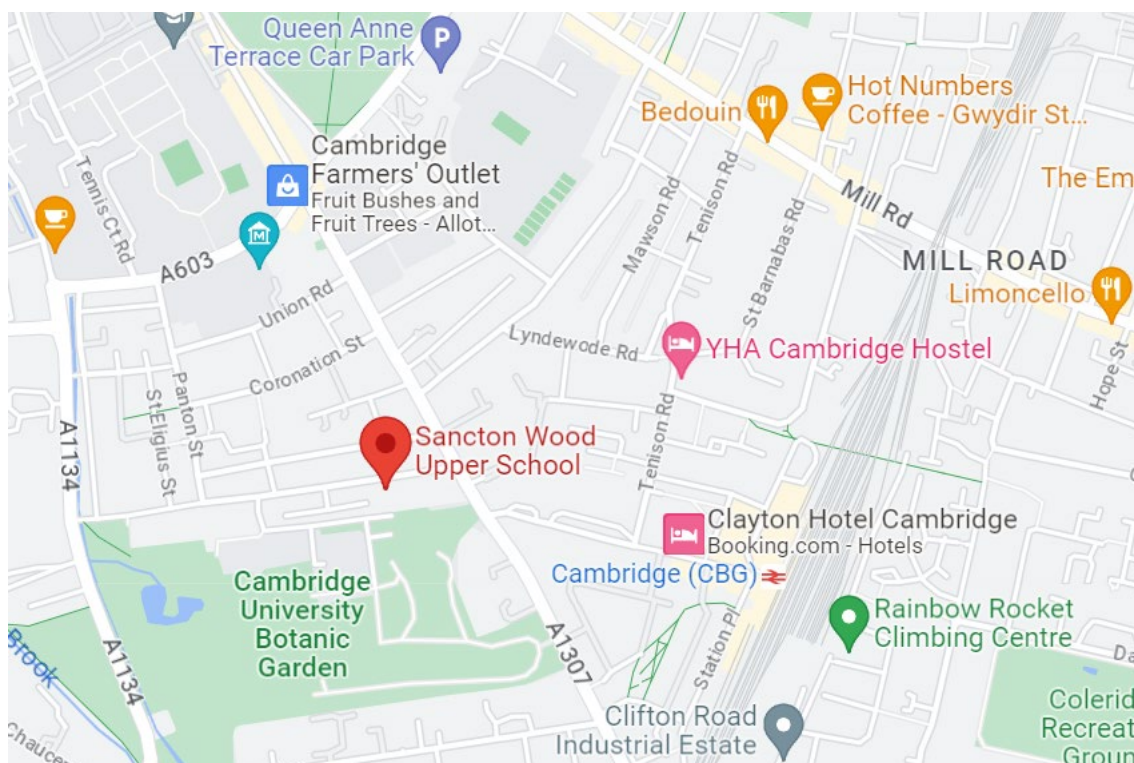 Queen Anne
Terrace Car Park
P
Bedouin
Hot Numbers
Coffee - Gwydir St...
Cambridge
Farmers' Outlet
Fruit Bushes and
Fruit Trees - Allot...
Tennis Ct Rd
Mawson Rd
Tenison Rd
St Barnabas Rd
Mill Rd
The Em
MILL ROAD
Limoncello
A603
M
Union Rd
Lyndewode Rd
YHA Cambridge Hostel
Hope St
Coronation St
Panton St
St Eligius St
A1134
Sancton Wood
Upper School
Tenison Rd
Clayton Hotel Cambridge
Booking.com - Hotels
Cambridge (CBG)
Cambridge
University
Botanic
Garden
Rainbow Rocket
Climbing Centre
Da
Brook
A1134
A1307
Station Pl
Colerid
Recreat
Groun
Clifton Road
Industrial Estate
Chauce